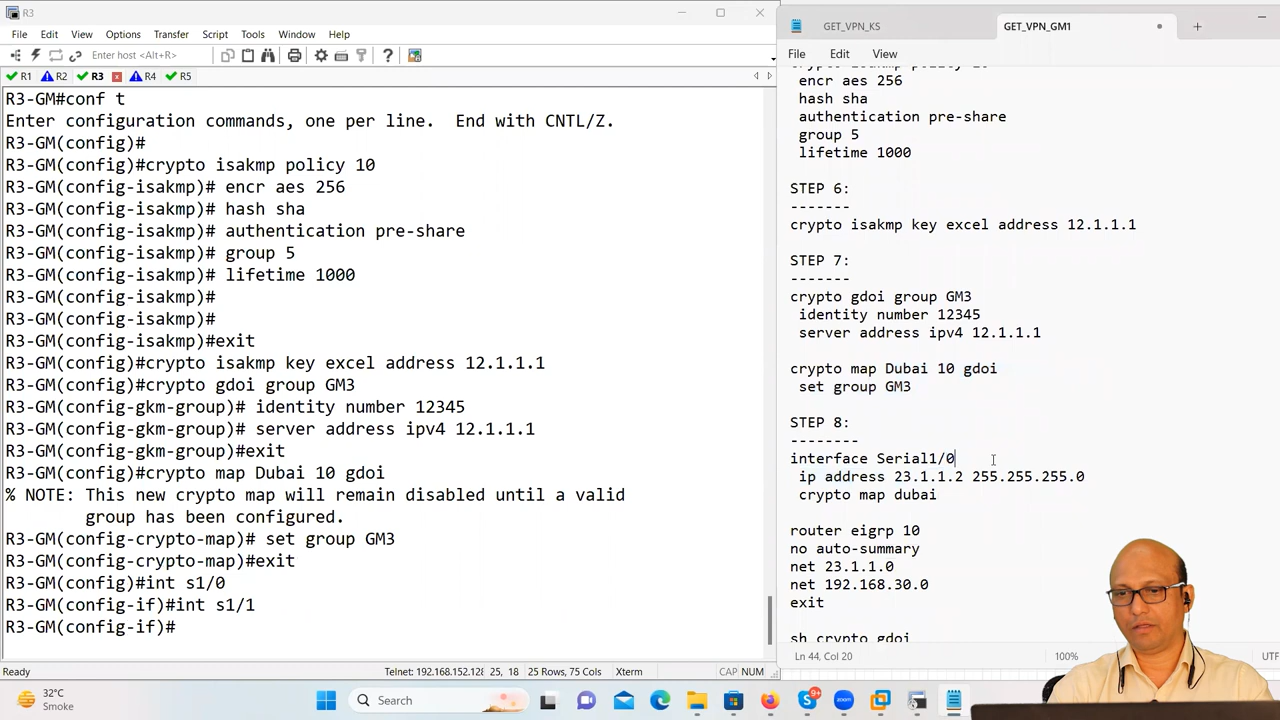 R3
File Edit View Options Transfer Script Tools Window Help
Enter host <Alt+R>
R1 R2 R3 R4 R5
R3-GM#conf t
Enter configuration commands, one per line.  End with CNTL/Z.
R3-GM(config)#
R3-GM(config)#crypto isakmp policy 10
R3-GM(config-isakmp)# encr aes 256
R3-GM(config-isakmp)# hash sha
R3-GM(config-isakmp)# authentication pre-share
R3-GM(config-isakmp)# group 5
R3-GM(config-isakmp)# lifetime 1000
R3-GM(config-isakmp)#
R3-GM(config-isakmp)#
R3-GM(config-isakmp)#exit
R3-GM(config)#crypto isakmp key excel address 12.1.1.1
R3-GM(config)#crypto gdoi group GM3
R3-GM(config-gkm-group)# identity number 12345
R3-GM(config-gkm-group)# server address ipv4 12.1.1.1
R3-GM(config-gkm-group)#exit
R3-GM(config)#crypto map Dubai 10 gdoi
% NOTE: This new crypto map will remain disabled until a valid
group has been configured.
R3-GM(config-crypto-map)# set group GM3
R3-GM(config-crypto-map)#exit
R3-GM(config)#int s1/0
R3-GM(config-if)#int s1/1
R3-GM(config-if)#
Ready Telnet: 192.168.152.128 25, 18 25 Rows, 75 Cols Xterm CAP NUM
GET_VPN_KS GET_VPN_GM1
File Edit View
encr aes 256
hash sha
authentication pre-share
group 5
lifetime 1000
STEP 6:
-------
crypto isakmp key excel address 12.1.1.1
STEP 7:
-------
crypto gdoi group GM3
identity number 12345
server address ipv4 12.1.1.1
crypto map Dubai 10 gdoi
set group GM3
STEP 8:
--------
interface Serial1/0
ip address 23.1.1.2 255.255.255.0
crypto map dubai
router eigrp 10
no auto-summary
net 23.1.1.0
net 192.168.30.0
exit
sh crypto gdoi
Ln 44, Col 20 100% UTF
32°C
Smoke
Search
9+
zoom